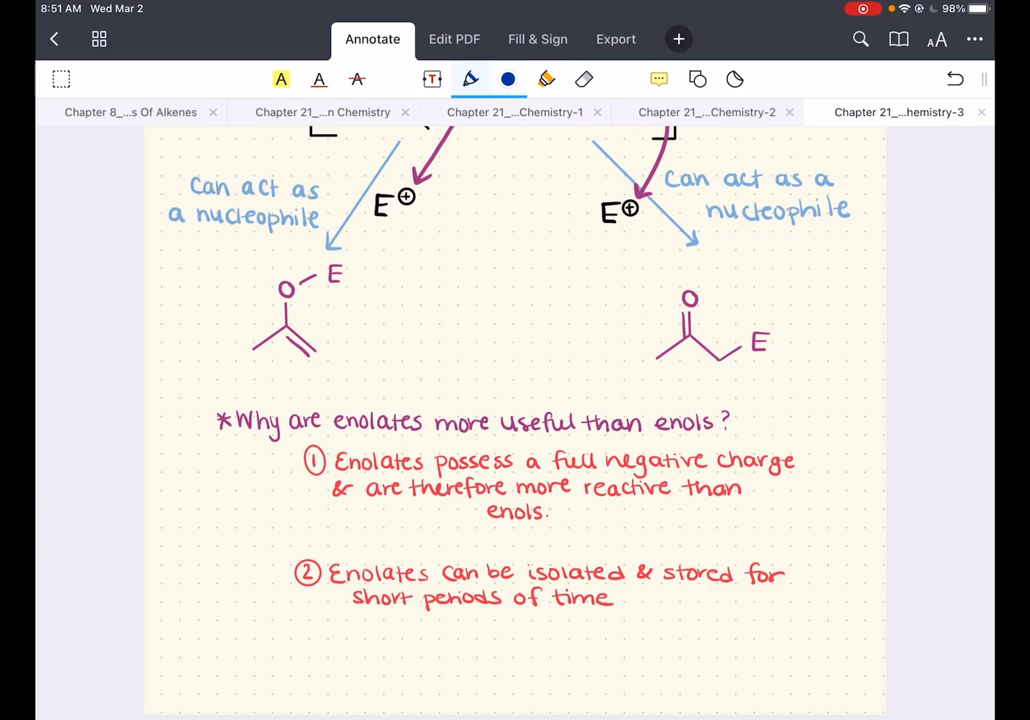 8:51 AM Wed Mar 2
98%
Annotate
Edit PDF
Fill & Sign
Export
AA
A A A T
Chapter 8_...s Of Alkenes
Chapter 21_...n Chemistry
Chapter 21_...Chemistry-1
Chapter 21_...Chemistry-2
Chapter 21_...hemistry-3
Can act as
a nucleophile
E⊕
E⊕
Can act as a
nucleophile
O E
O
E
*Why are enolates more useful than enols?
① Enolates possess a full negative charge
& are therefore more reactive than
enols.
② Enolates can be isolated & stored for
short periods of time